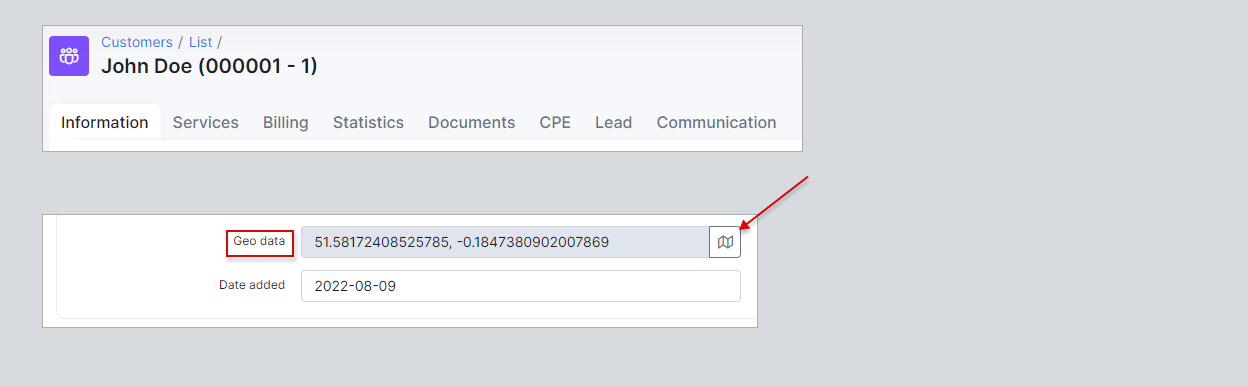 Customers / List /
John Doe (000001 - 1)
Information Services Billing Statistics Documents CPE Lead Communication
Geo data 51.58172408525785, -0.1847380902007869
Date added 2022-08-09